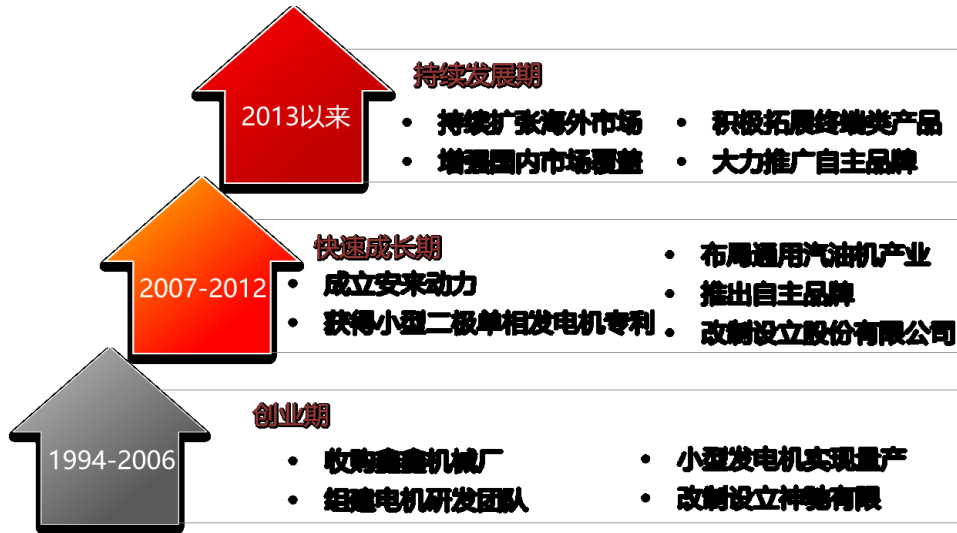 持续发展期
2013以来
持续扩张海外市场
积极拓展终端类产品
增强国内市场覆盖
大力推广自主品牌
快速成长期
2007-2012
成立安来动力
布局通用汽油机产业
获得小型二极单相发电机专利
推出自主品牌
改制设立股份有限公司
创业期
1994-2006
收购鑫鑫机械厂
小型发电机实现量产
组建电机研发团队
改制设立神驰有限